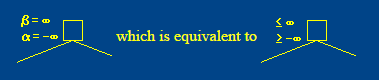 β = ∞
α = -∞
which is equivalent to
≤ ∞
≥ -∞